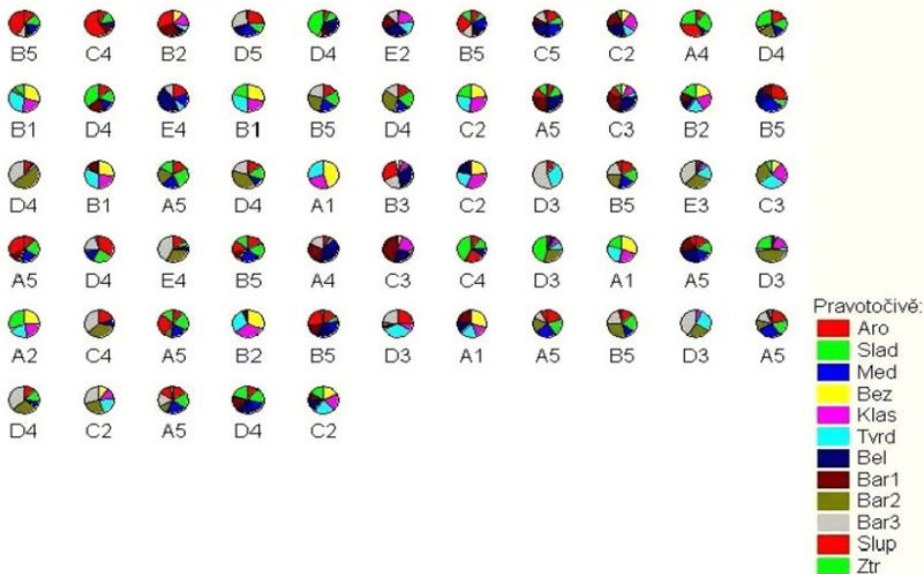 B5 C4 B2 D5 D4 E2 B5 C5 C2 A4 D4
B1 D4 E4 B1 B5 D4 C2 A5 C3 B2 B5
D4 B1 A5 D4 A1 B3 C2 D3 B5 E3 C3
A5 D4 E4 B5 A4 C3 C4 D3 A1 A5 D3
A2 C4 A5 B2 B5 D3 A1 A5 B5 D3 A5
D4 C2 A5 D4 C2
Pravotočivě:
Aro
Slad
Med
Bez
Klas
Tvrd
Bel
Bar1
Bar2
Bar3
Slup
Ztr